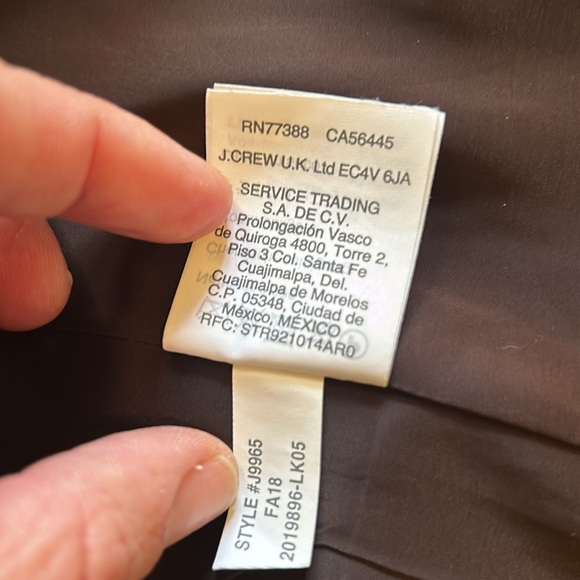 RN77388 CA56445
J.CREW U.K. Ltd EC4V 6JA
SERVICE TRADING
S.A. DE C.V.
Prolongación Vasco
de Quiroga 4800, Torre 2,
Piso 3 Col. Santa Fe
Cuajimalpa, Del.
Cuajimalpa de Morelos
C.P. 05348, Ciudad de
México, MÉXICO
RFC: STR921014AR0
STYLE #J9965
FA18
2019896-LK05